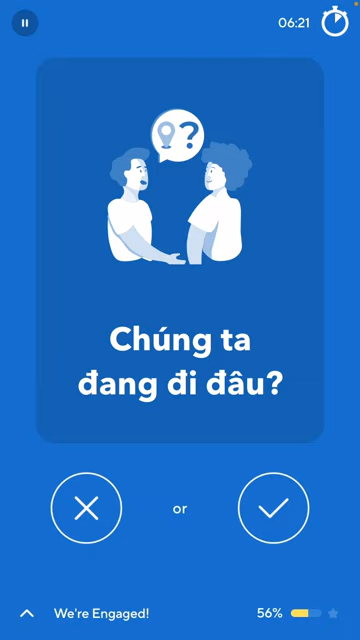 06:21
?
Chúng ta
đang đi đâu?
or
We're Engaged!
56%